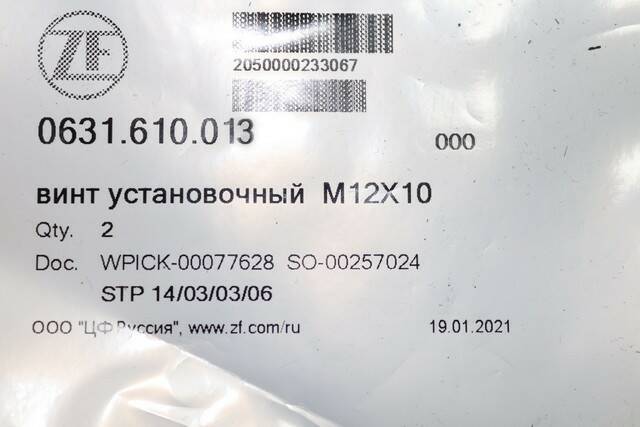 ZF
2050000233067
0631.610.013
000
винт установочный M12X10
Qty. 2
Doc. WPICK-00077628 SO-00257024
STP 14/03/03/06
ООО "ЦФ Руссия", www.zf.com/ru
19.01.2021